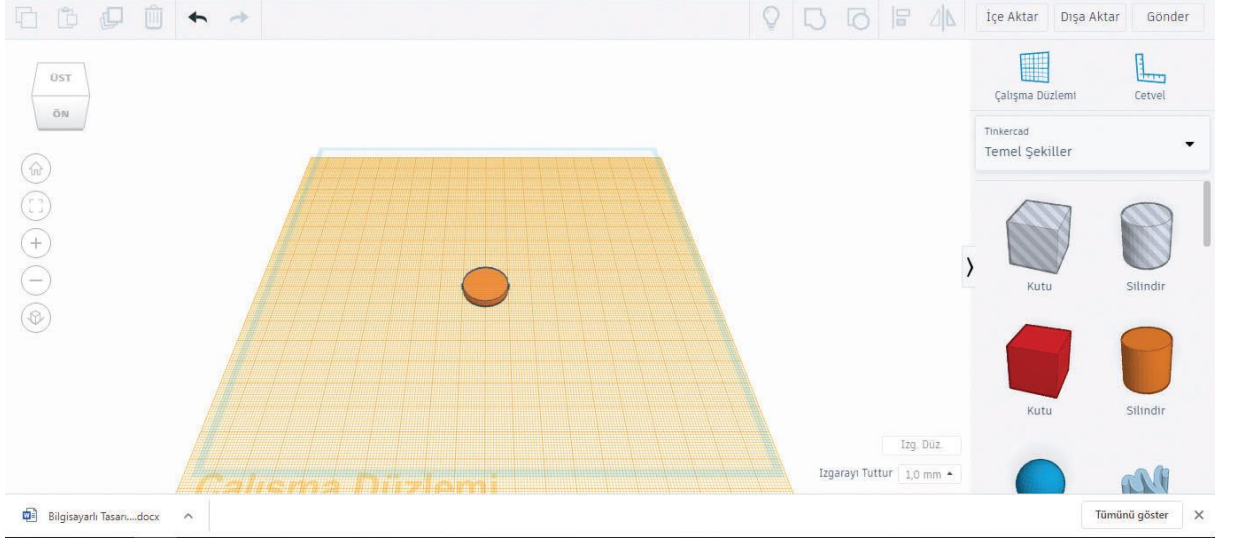 İçe Aktar Dışa Aktar Gönder
ÜST
ÖN
Çalışma Düzlemi Cetvel
Tinkercad
Temel Şekiller
Kutu Silindir
Kutu Silindir
Izg. Düz.
Izgarayı Tuttur 1,0 mm
Çalışma Düzlemi
Bilgisayarlı Tasarı....docx Tümünü göster